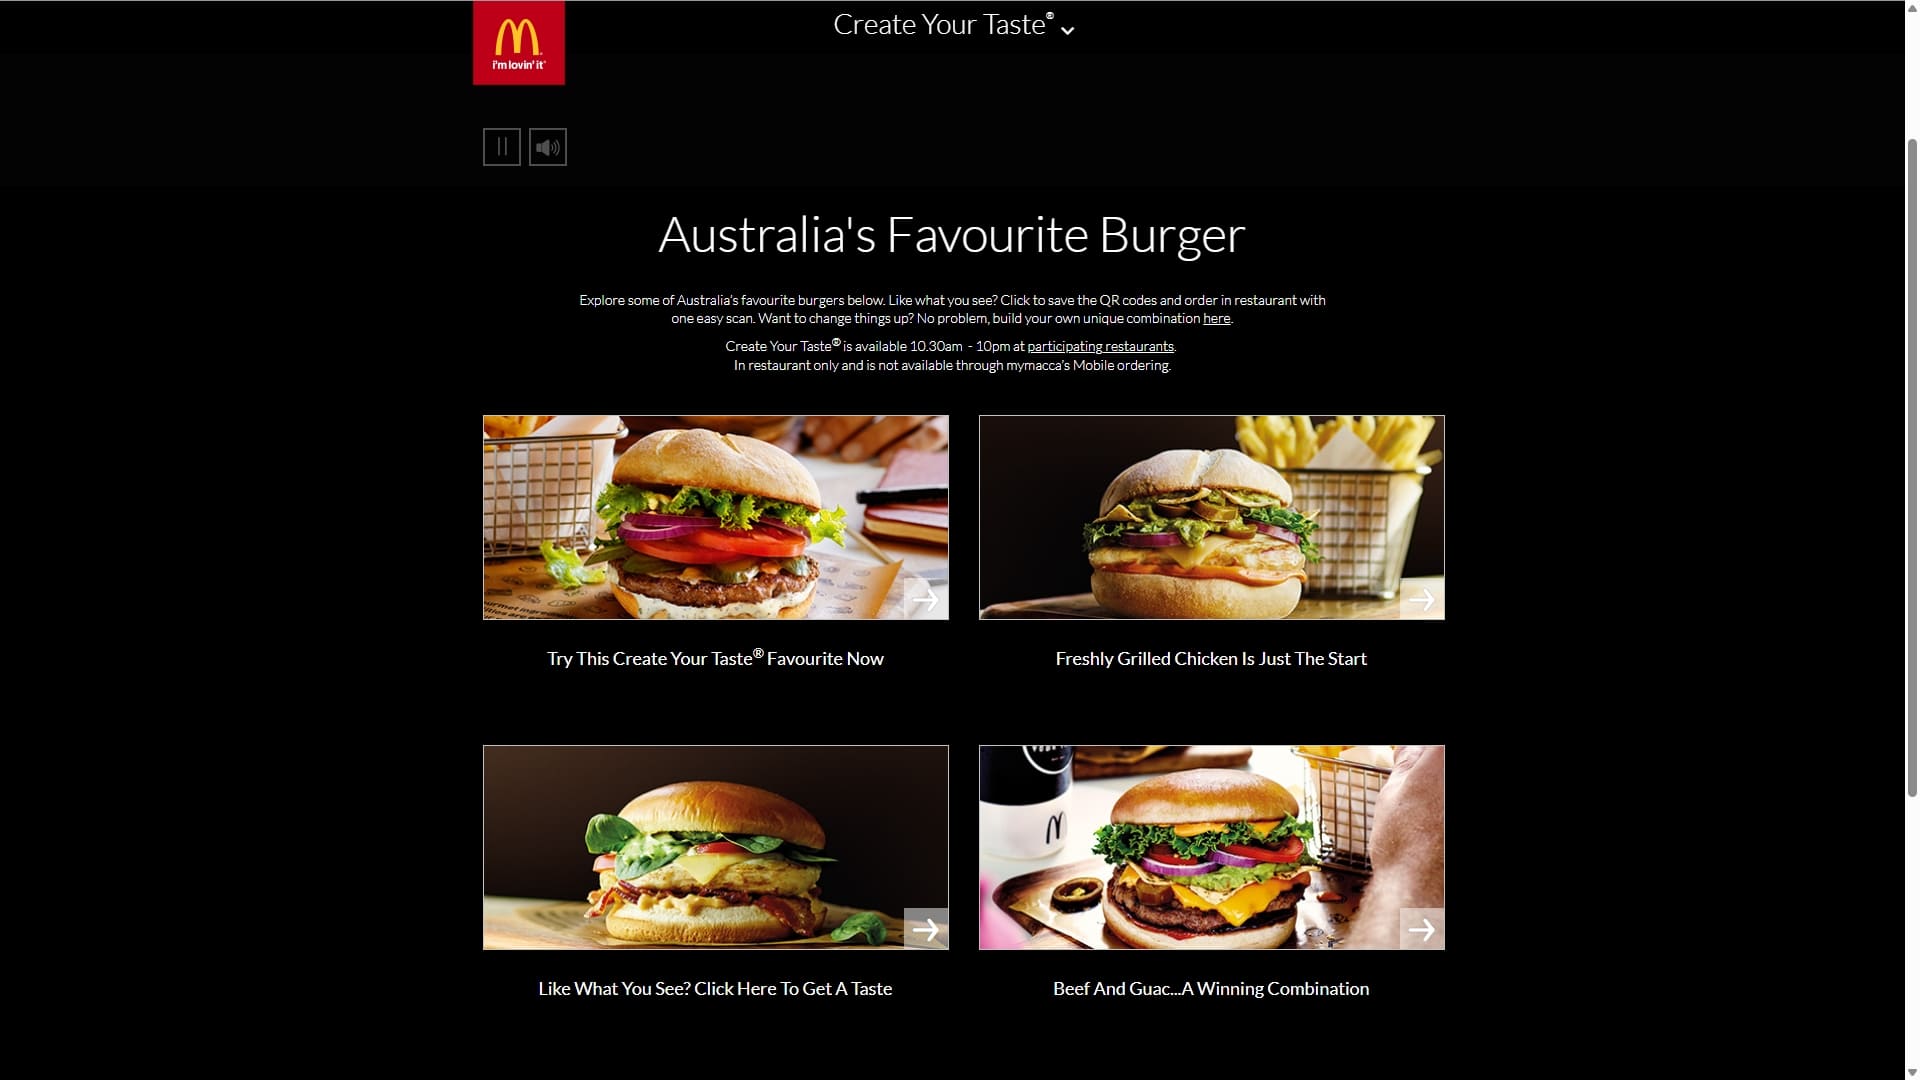 i'm lovin' it®
Create Your Taste®
Australia's Favourite Burger
Explore some of Australia's favourite burgers below. Like what you see? Click to save the QR codes and order in restaurant with
one easy scan. Want to change things up? No problem, build your own unique combination here.
Create Your Taste® is available 10.30am - 10pm at participating restaurants.
In restaurant only and is not available through mymacca's Mobile ordering.
Try This Create Your Taste® Favourite Now
Freshly Grilled Chicken Is Just The Start
Like What You See? Click Here To Get A Taste
Beef And Guac...A Winning Combination